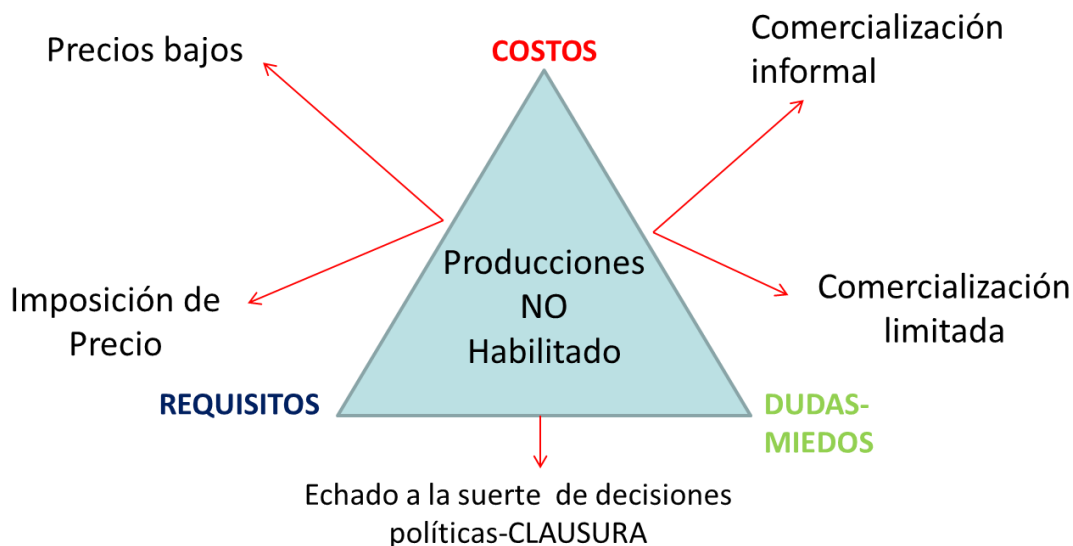 Precios bajos
COSTOS
Comercialización
informal
Producciones
NO
Habilitado
Imposición de
Precio
Comercialización
limitada
REQUISITOS
DUDAS-
MIEDOS
Echado a la suerte de decisiones
políticas-CLAUSURA